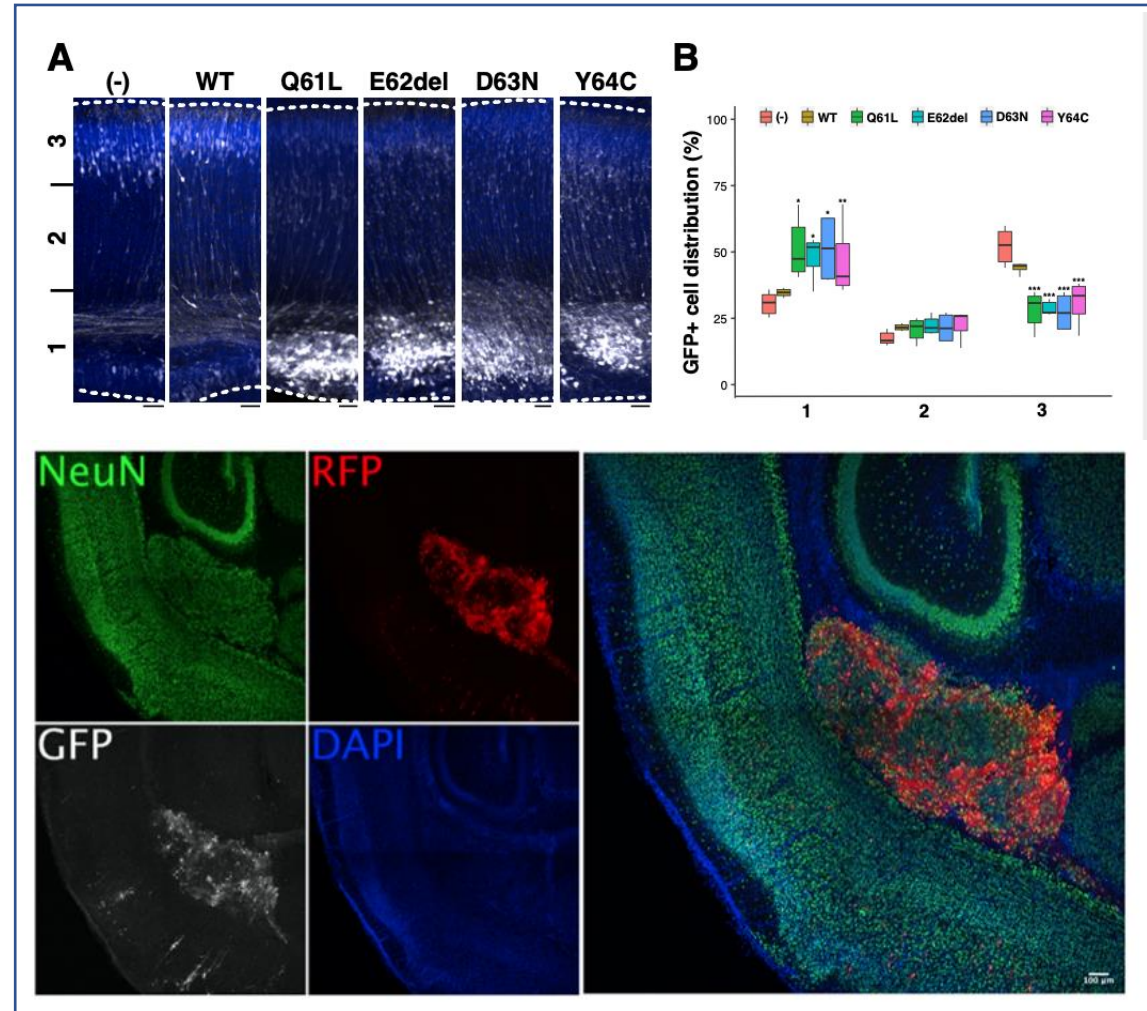 A
(-) WT Q61L E62del D63N Y64C
3
2
1
B
GFP+ cell distribution (%)
(-) WT Q61L E62del D63N Y64C
100
75
50
25
0
* * * **
*** *** *** ***
1 2 3
NeuN
RFP
GFP
DAPI
100 µm